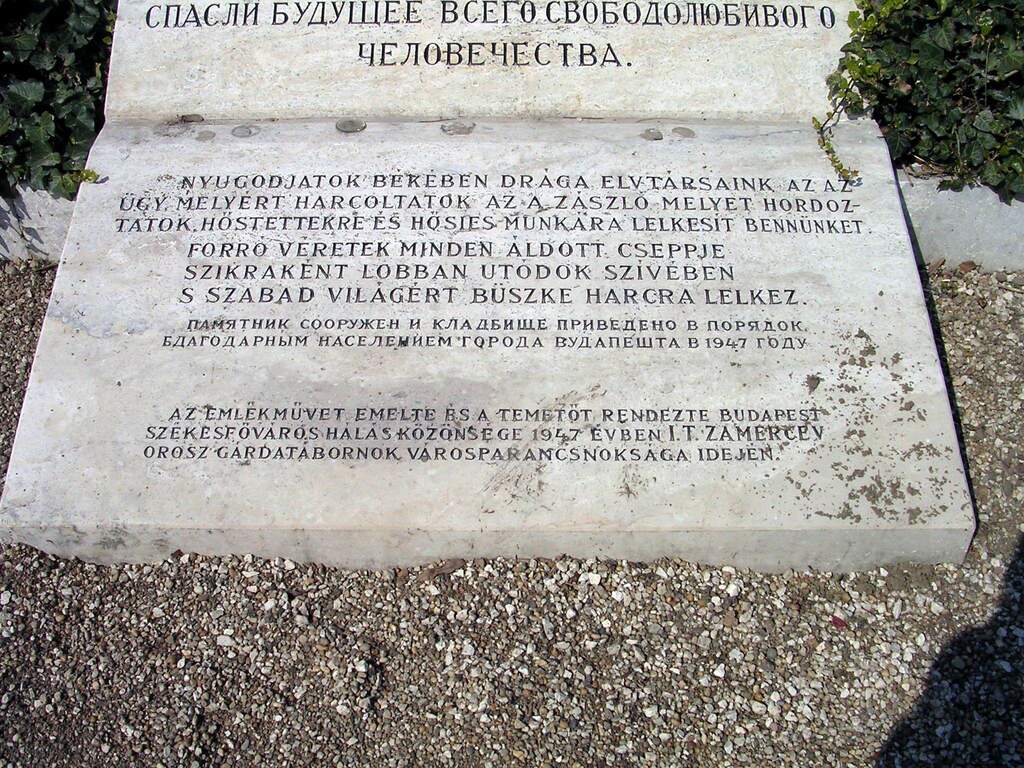 СПАСЛИ БУДУЩЕЕ ВСЕГО СВОБОДОЛЮБИВОГО
ЧЕЛОВЕЧЕСТВА.
NYUGODJATOK BÉKÉBEN DRÁGA ELVTÁRSAINK AZ AZ
ÜGY, MELYÉRT HARCOLTATOK AZ A ZÁSZLÓ MELYET HORDOZ-
TATOK, HŐSTETTEKRE ÉS HŐSIES MUNKÁRA LELKESÍT BENNÜNKET.
FORRÓ VÉRETEK MINDEN ÁLDOTT CSEPPJE
SZIKRAKÉNT LOBBAN UTÓDOK SZÍVÉBEN
S SZABAD VILÁGÉRT BÜSZKE HARCRA LELKEZ.
ПАМЯТНИК СООРУЖЕН И КЛАДБИЩЕ ПРИВЕДЕНО В ПОРЯДОК
БЛАГОДАРНЫМ НАСЕЛЕНИЕМ ГОРОДА БУДАПЕШТА В 1947 ГОДУ
AZ EMLÉKMŰVET EMELTE ÉS A TEMETŐT RENDEZTE BUDAPEST
SZÉKESFŐVÁROS HÁLÁS KÖZÖNSÉGE 1947 ÉVBEN I.T. ZAMERCEV
OROSZ GÁRDATÁBORNOK VÁROSPARANCSNOKSÁGA IDEJÉN.